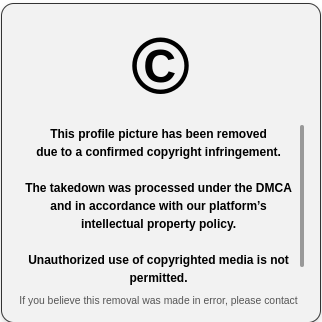 ©
This profile picture has been removed
due to a confirmed copyright infringement.
The takedown was processed under the DMCA
and in accordance with our platform’s
intellectual property policy.
Unauthorized use of copyrighted media is not
permitted.
If you believe this removal was made in error, please contact